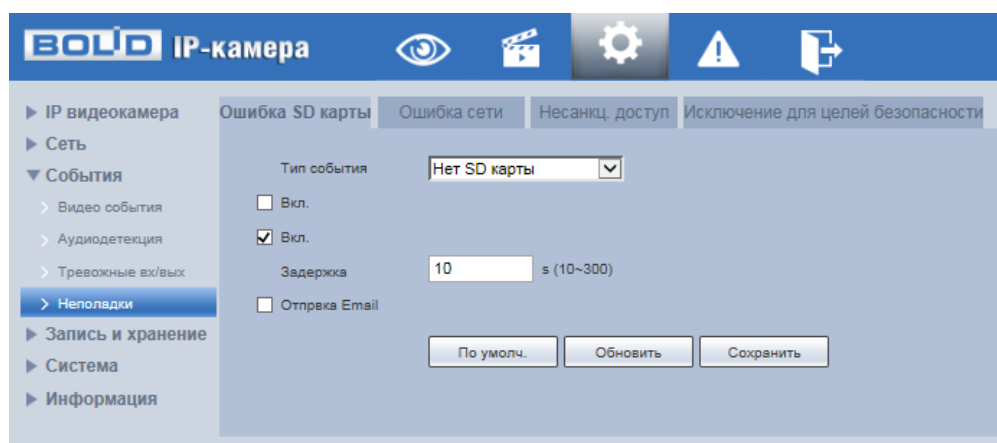 BOLID IP-камера
IP видеокамера
Сеть
События
Видео события
Аудиодетекция
Тревожные вх/вых
Неполадки
Запись и хранение
Система
Информация
Ошибка SD карты Ошибка сети Несанкц. доступ Исключение для целей безопасности
Тип события Нет SD карты
Вкл.
Вкл.
Задержка 10 s (10~300)
Отпрвка Email
По умолч. Обновить Сохранить